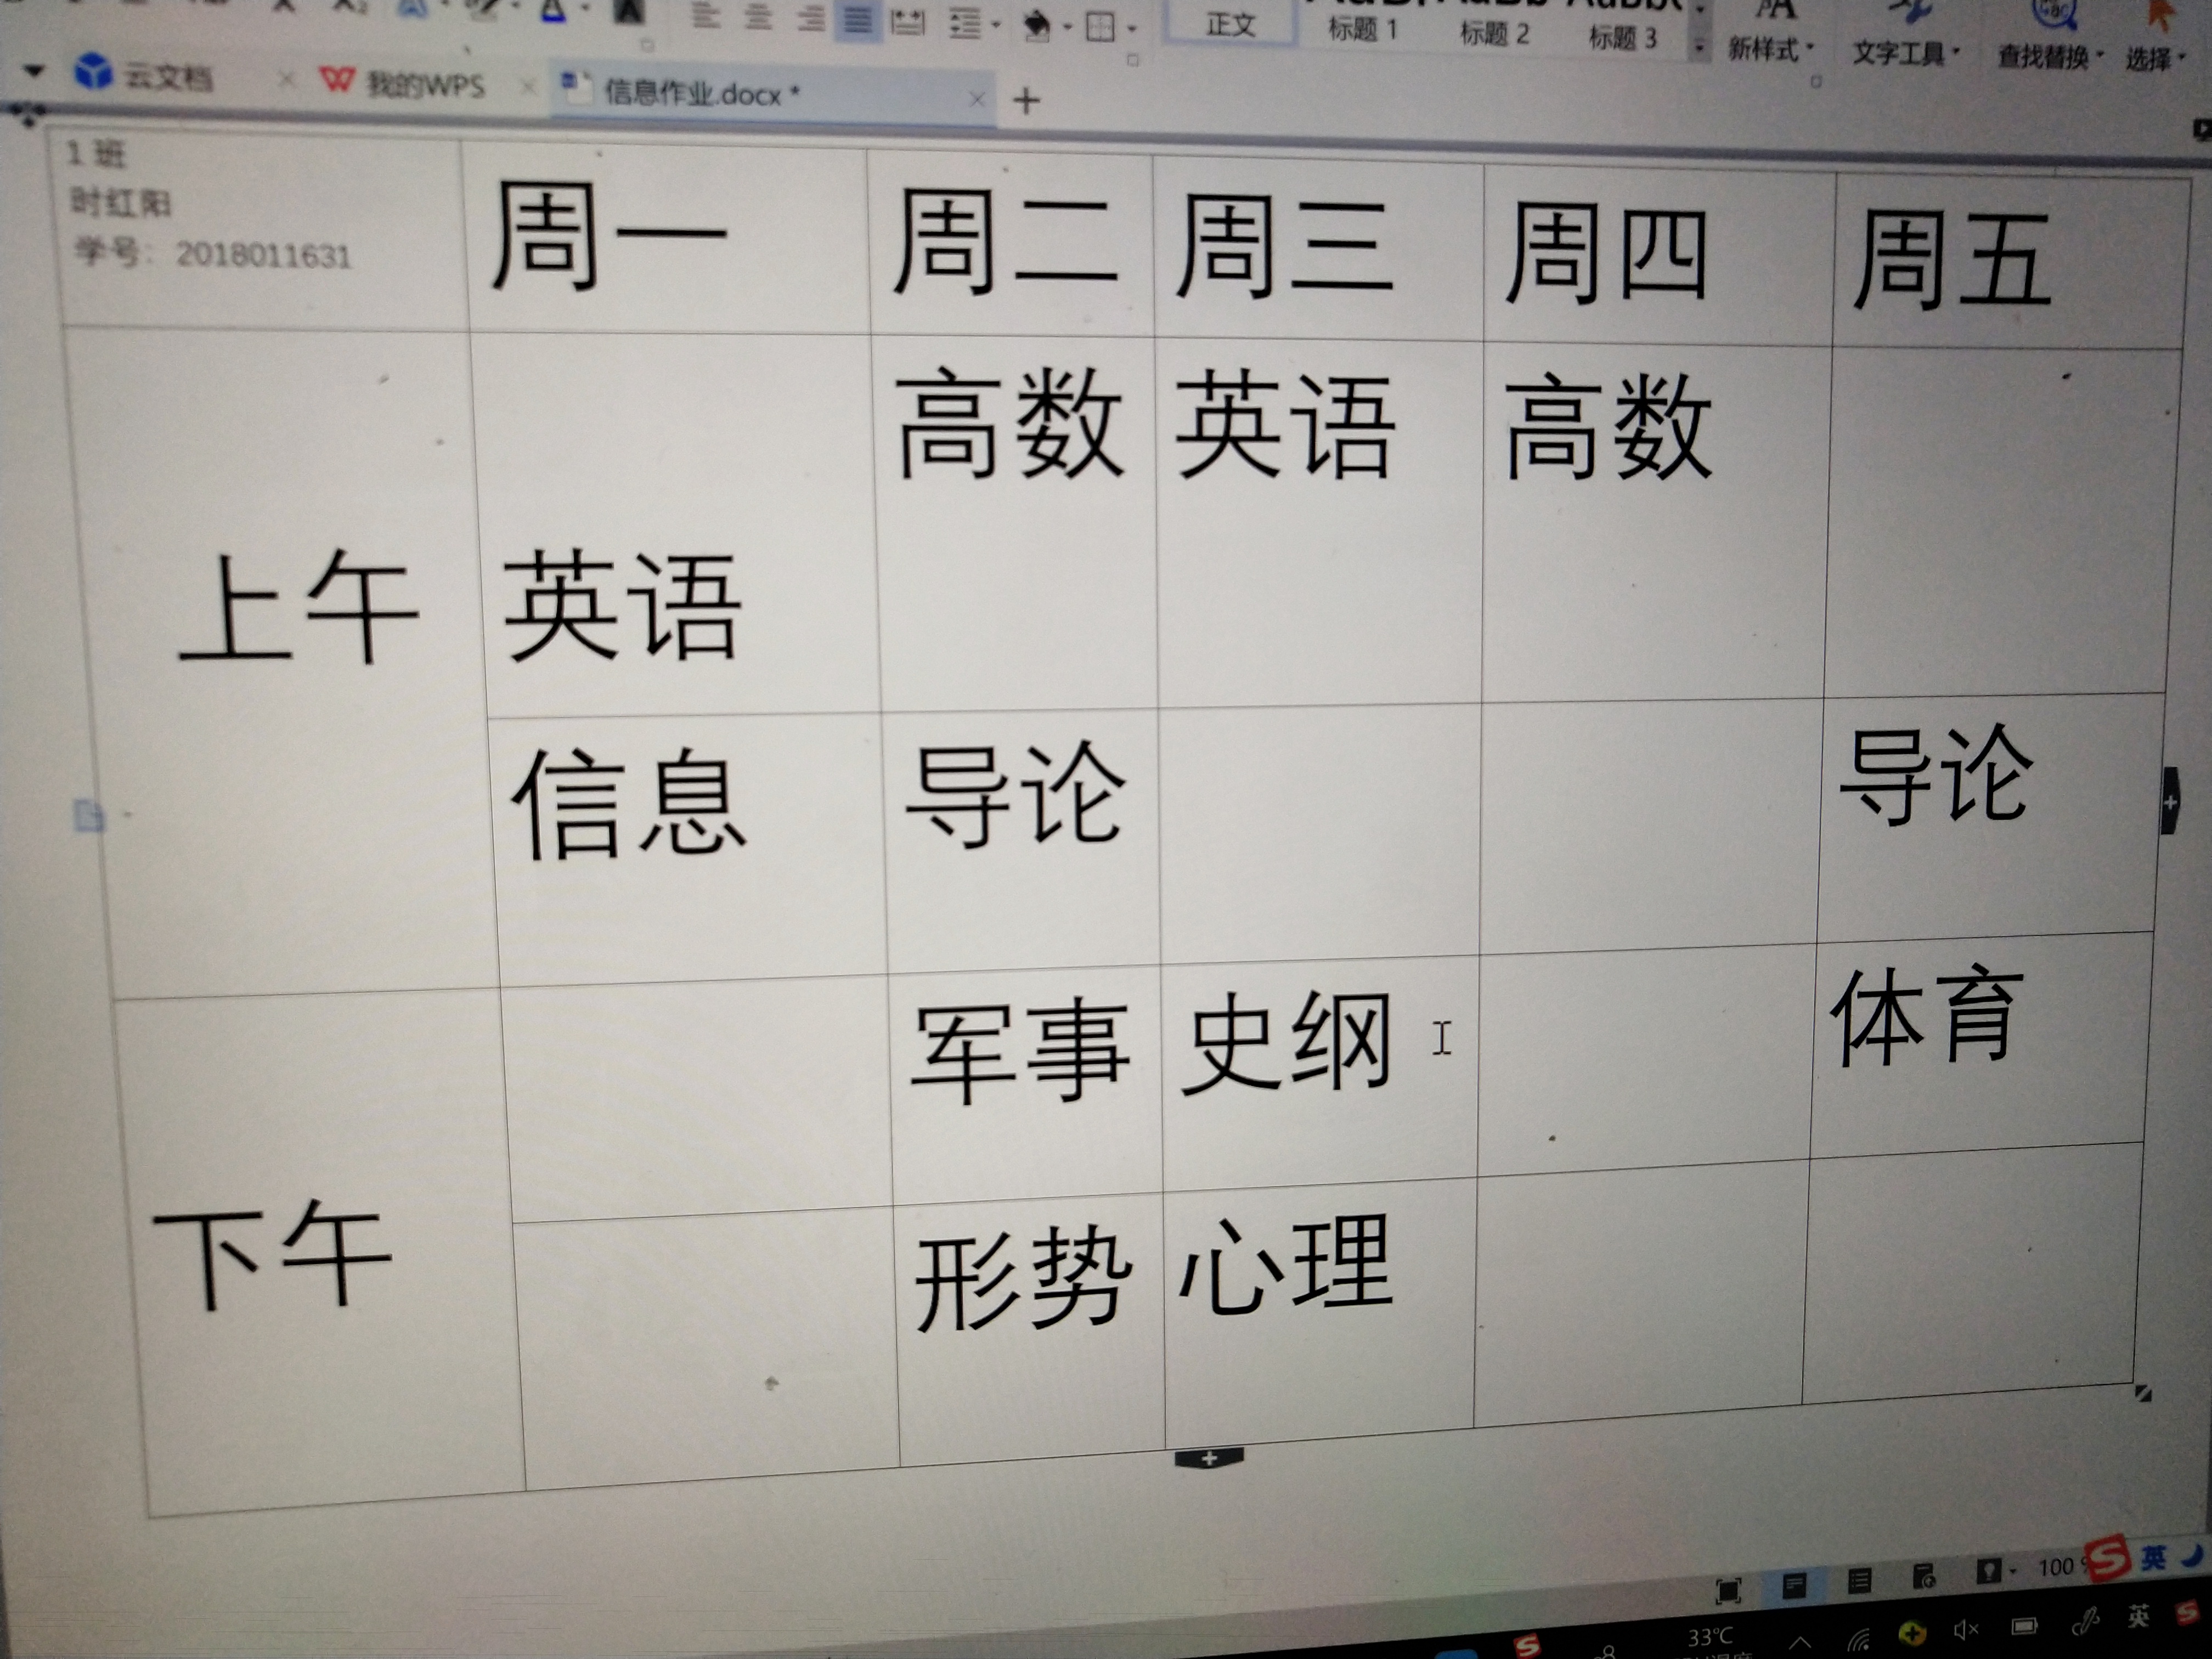 正文 标题 1 标题 2 标题 3 新样式 文字工具 查找替换 选择
云文档 我的WPS 信息作业.docx *
1 班
时红阳
学号: 2018011631
周一 周二 周三 周四 周五
高数 英语 高数
上午 英语
信息 导论 导论
军事 史纲 体育
下午 形势 心理
100
英
33℃
英